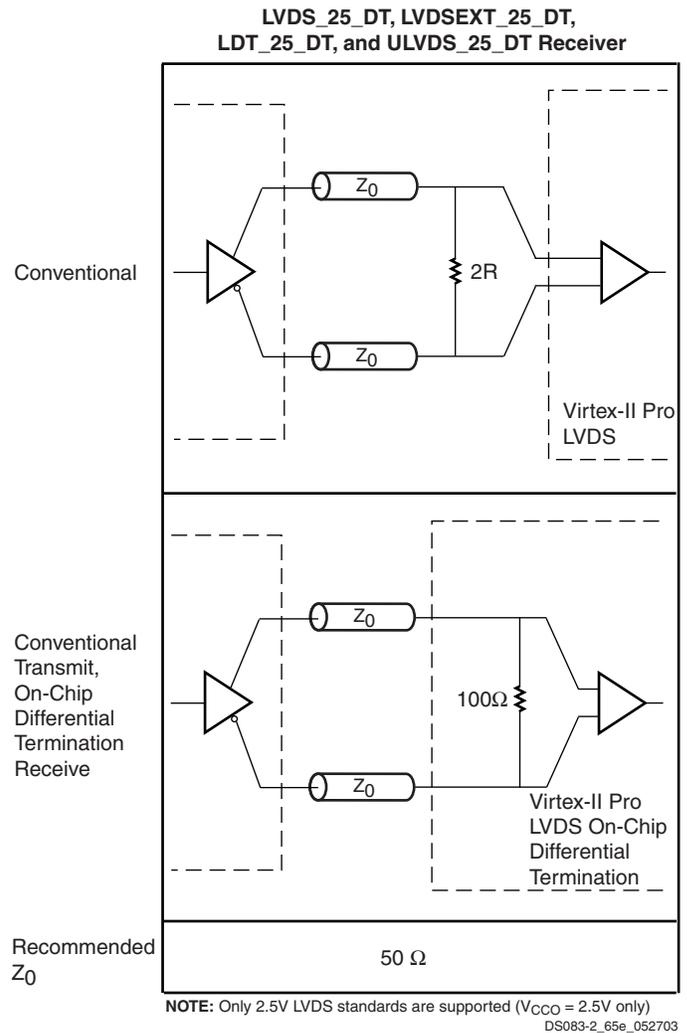 LVDS_25_DT, LVDSEXT_25_DT,
LDT_25_DT, and ULVDS_25_DT Receiver
Conventional
Z0
2R
Z0
Virtex-II Pro
LVDS
Conventional
Transmit,
On-Chip
Differential
Termination
Receive
Z0
100Ω
Z0
Virtex-II Pro
LVDS On-Chip
Differential
Termination
Recommended
Z0
50 Ω
NOTE: Only 2.5V LVDS standards are supported (VCCO = 2.5V only)
DS083-2_65e_052703